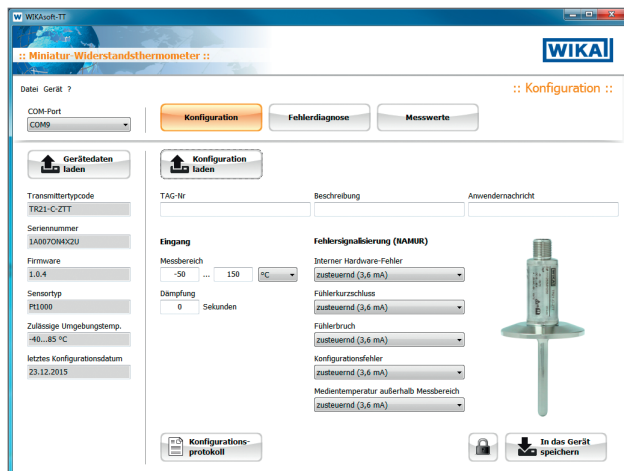 WIKAsoft-TT
:: Miniatur-Widerstandsthermometer ::
WIKA
Datei Gerät ?
:: Konfiguration ::
COM-Port
COM9
Konfiguration
Fehlerdiagnose
Messwerte
Gerätedaten
laden
Konfiguration
laden
Transmittertypcode
TR21-C-ZTT
Seriennummer
1A007ON4X2U
Firmware
1.0.4
Sensortyp
Pt1000
Zulässige Umgebungstemp.
-40...85 °C
letztes Konfigurationsdatum
23.12.2015
TAG-Nr
Beschreibung
Anwendernachricht
Eingang
Messbereich
-50 ... 150 °C
Dämpfung
0 Sekunden
Fehlersignalisierung (NAMUR)
Interner Hardware-Fehler
zusteuernd (3,6 mA)
Fühlerkurzschluss
zusteuernd (3,6 mA)
Fühlerbruch
zusteuernd (3,6 mA)
Konfigurationsfehler
zusteuernd (3,6 mA)
Medientemperatur außerhalb Messbereich
zusteuernd (3,6 mA)
Konfigurations-
protokoll
In das Gerät
speichern